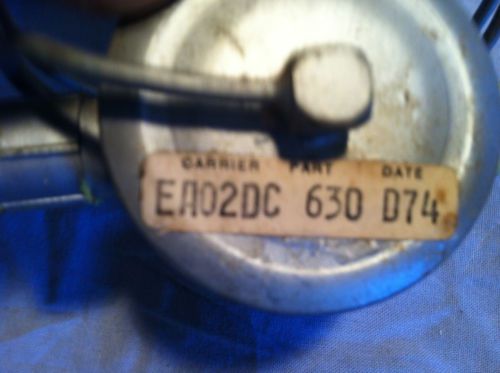 CARRIER PART DATE
EA02DC 630 D74